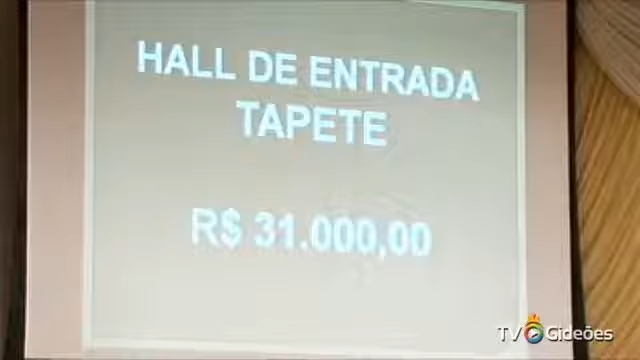 HALL DE ENTRADA
TAPETE
R$ 31.000,00
TV Gideões